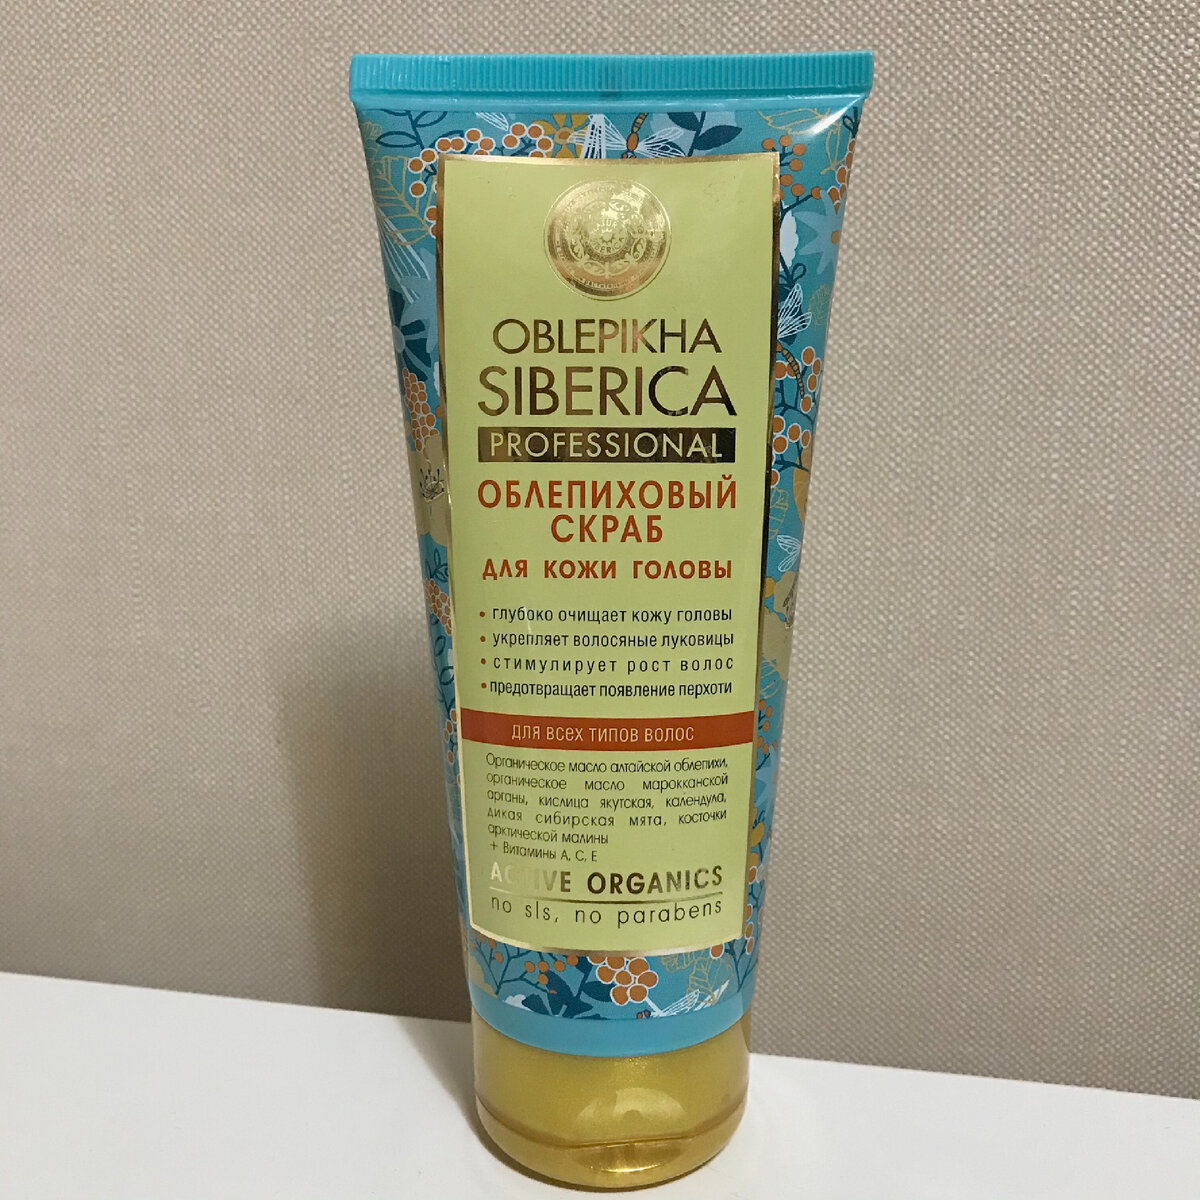 OBLEPIKHA
SIBERICA
PROFESSIONAL
ОБЛЕПИХОВЫЙ
СКРАБ
ДЛЯ КОЖИ ГОЛОВЫ
• глубоко очищает кожу головы
• укрепляет волосяные луковицы
• стимулирует рост волос
• предотвращает появление перхоти
ДЛЯ ВСЕХ ТИПОВ ВОЛОС
Органическое масло алтайской облепихи,
органическое масло марокканской
арганы, кислица якутская, календула,
дикая сибирская мята, косточки
арктической малины
+ Витамины А, С, Е
ACTIVE ORGANICS
no sls, no parabens